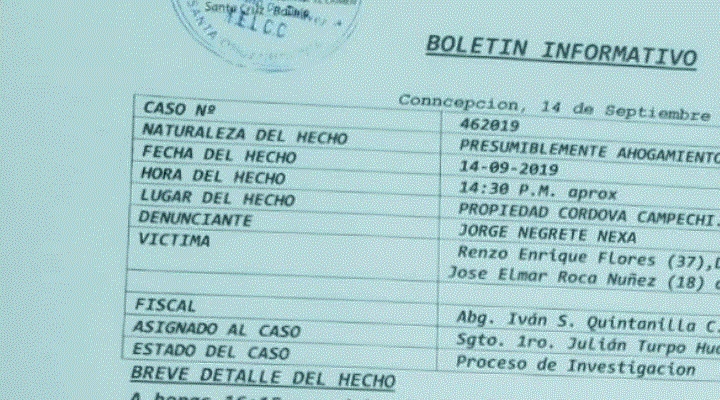 Santa Cruz - Bolivia
FELCC
SANTA CRUZ
BOLETIN INFORMATIVO
Conncepcion, 14 de Septiembre
CASO Nº 462019
NATURALEZA DEL HECHO PRESUMIBLEMENTE AHOGAMIENTO
FECHA DEL HECHO 14-09-2019
HORA DEL HECHO 14:30 P.M. aprox
LUGAR DEL HECHO PROPIEDAD CORDOVA CAMPECHI.
DENUNCIANTE JORGE NEGRETE NEXA
VICTIMA Renzo Enrique Flores (37),
Jose Elmar Roca Nuñez (18)
FISCAL Abg. Iván S. Quintanilla C.
ASIGNADO AL CASO Sgto. 1ro. Julián Turpo
ESTADO DEL CASO Proceso de Investigacion
BREVE DETALLE DEL HECHO
A horas